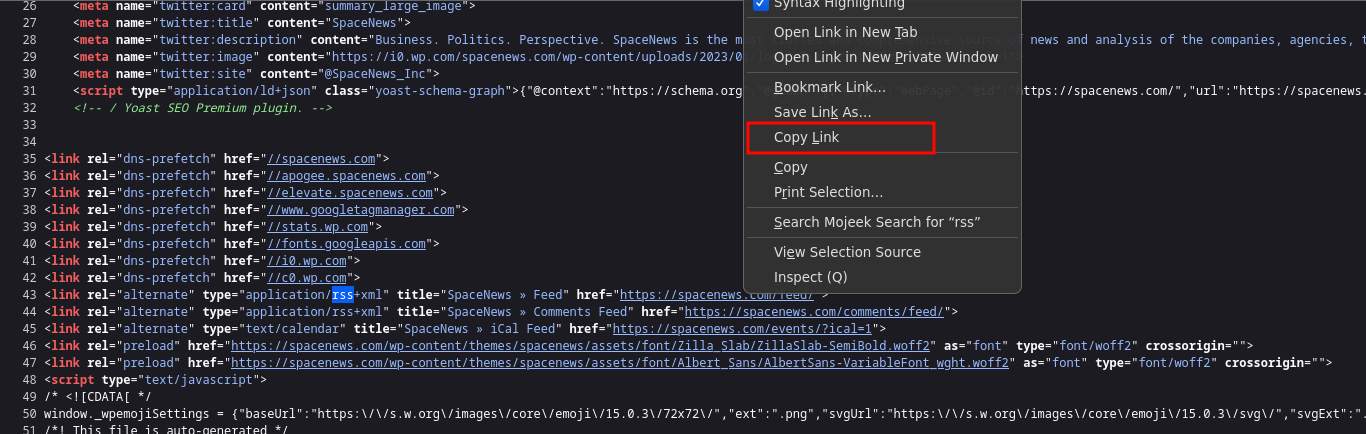 26 <meta name="twitter:card" content="summary_large_image">
27 <meta name="twitter:title" content="SpaceNews">
28 <meta name="twitter:description" content="Business. Politics. Perspective. SpaceNews is the news and analysis of the companies, agencies,
29 <meta name="twitter:image" content="https://i0.wp.com/spacenews.com/wp-content/uploads/2023/0
30 <meta name="twitter:site" content="@SpaceNews_Inc">
31 <script type="application/ld+json" class="yoast-schema-graph">{"@context":"https://schema.org https://spacenews.com/","url":"https://spacenews.
32 <!-- / Yoast SEO Premium plugin. -->
33
34
35 <link rel="dns-prefetch" href="//spacenews.com">
36 <link rel="dns-prefetch" href="//apogee.spacenews.com">
37 <link rel="dns-prefetch" href="//elevate.spacenews.com">
38 <link rel="dns-prefetch" href="//www.googletagmanager.com">
39 <link rel="dns-prefetch" href="//stats.wp.com">
40 <link rel="dns-prefetch" href="//fonts.googleapis.com">
41 <link rel="dns-prefetch" href="//i0.wp.com">
42 <link rel="dns-prefetch" href="//c0.wp.com">
43 <link rel="alternate" type="application/rss+xml" title="SpaceNews » Feed" href="https://spacenews.com/feed/">
44 <link rel="alternate" type="application/rss+xml" title="SpaceNews » Comments Feed" href="https://spacenews.com/comments/feed/">
45 <link rel="alternate" type="text/calendar" title="SpaceNews » iCal Feed" href="https://spacenews.com/events/?ical=1">
46 <link rel="preload" href="https://spacenews.com/wp-content/themes/spacenews/assets/font/Zilla_Slab/ZillaSlab-SemiBold.woff2" as="font" type="font/woff2" crossorigin="">
47 <link rel="preload" href="https://spacenews.com/wp-content/themes/spacenews/assets/font/Albert_Sans/AlbertSans-VariableFont_wght.woff2" as="font" type="font/woff2" crossorigin="">
48 <script type="text/javascript">
49 /* <![CDATA[ */
50 window._wpemojiSettings = {"baseUrl":"https:\/\/s.w.org\/images\/core\/emoji\/15.0.3\/72x72\/","ext":".png","svgUrl":"https:\/\/s.w.org\/images\/core\/emoji\/15.0.3\/svg\/","svgExt":".
51 /*! This file is auto-generated */
Syntax Highlighting
Open Link in New Tab
Open Link in New Private Window
Bookmark Link...
Save Link As...
Copy Link
Copy
Print Selection...
Search Mojeek Search for “rss”
View Selection Source
Inspect (Q)